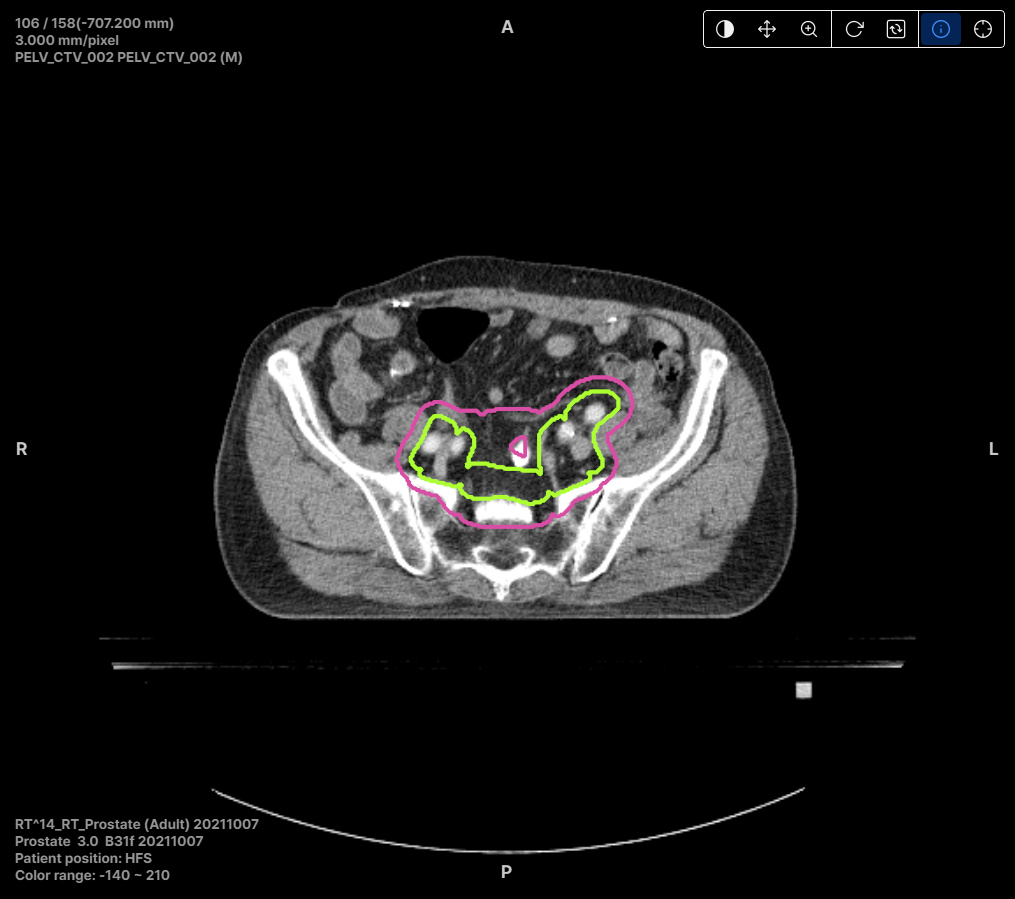 106 / 158(-707.200 mm)
3.000 mm/pixel
PELV_CTV_002 PELV_CTV_002 (M)
A
R
L
RT^14_RT_Prostate (Adult) 20211007
Prostate 3.0 B31f 20211007
Patient position: HFS
Color range: -140 ~ 210
P